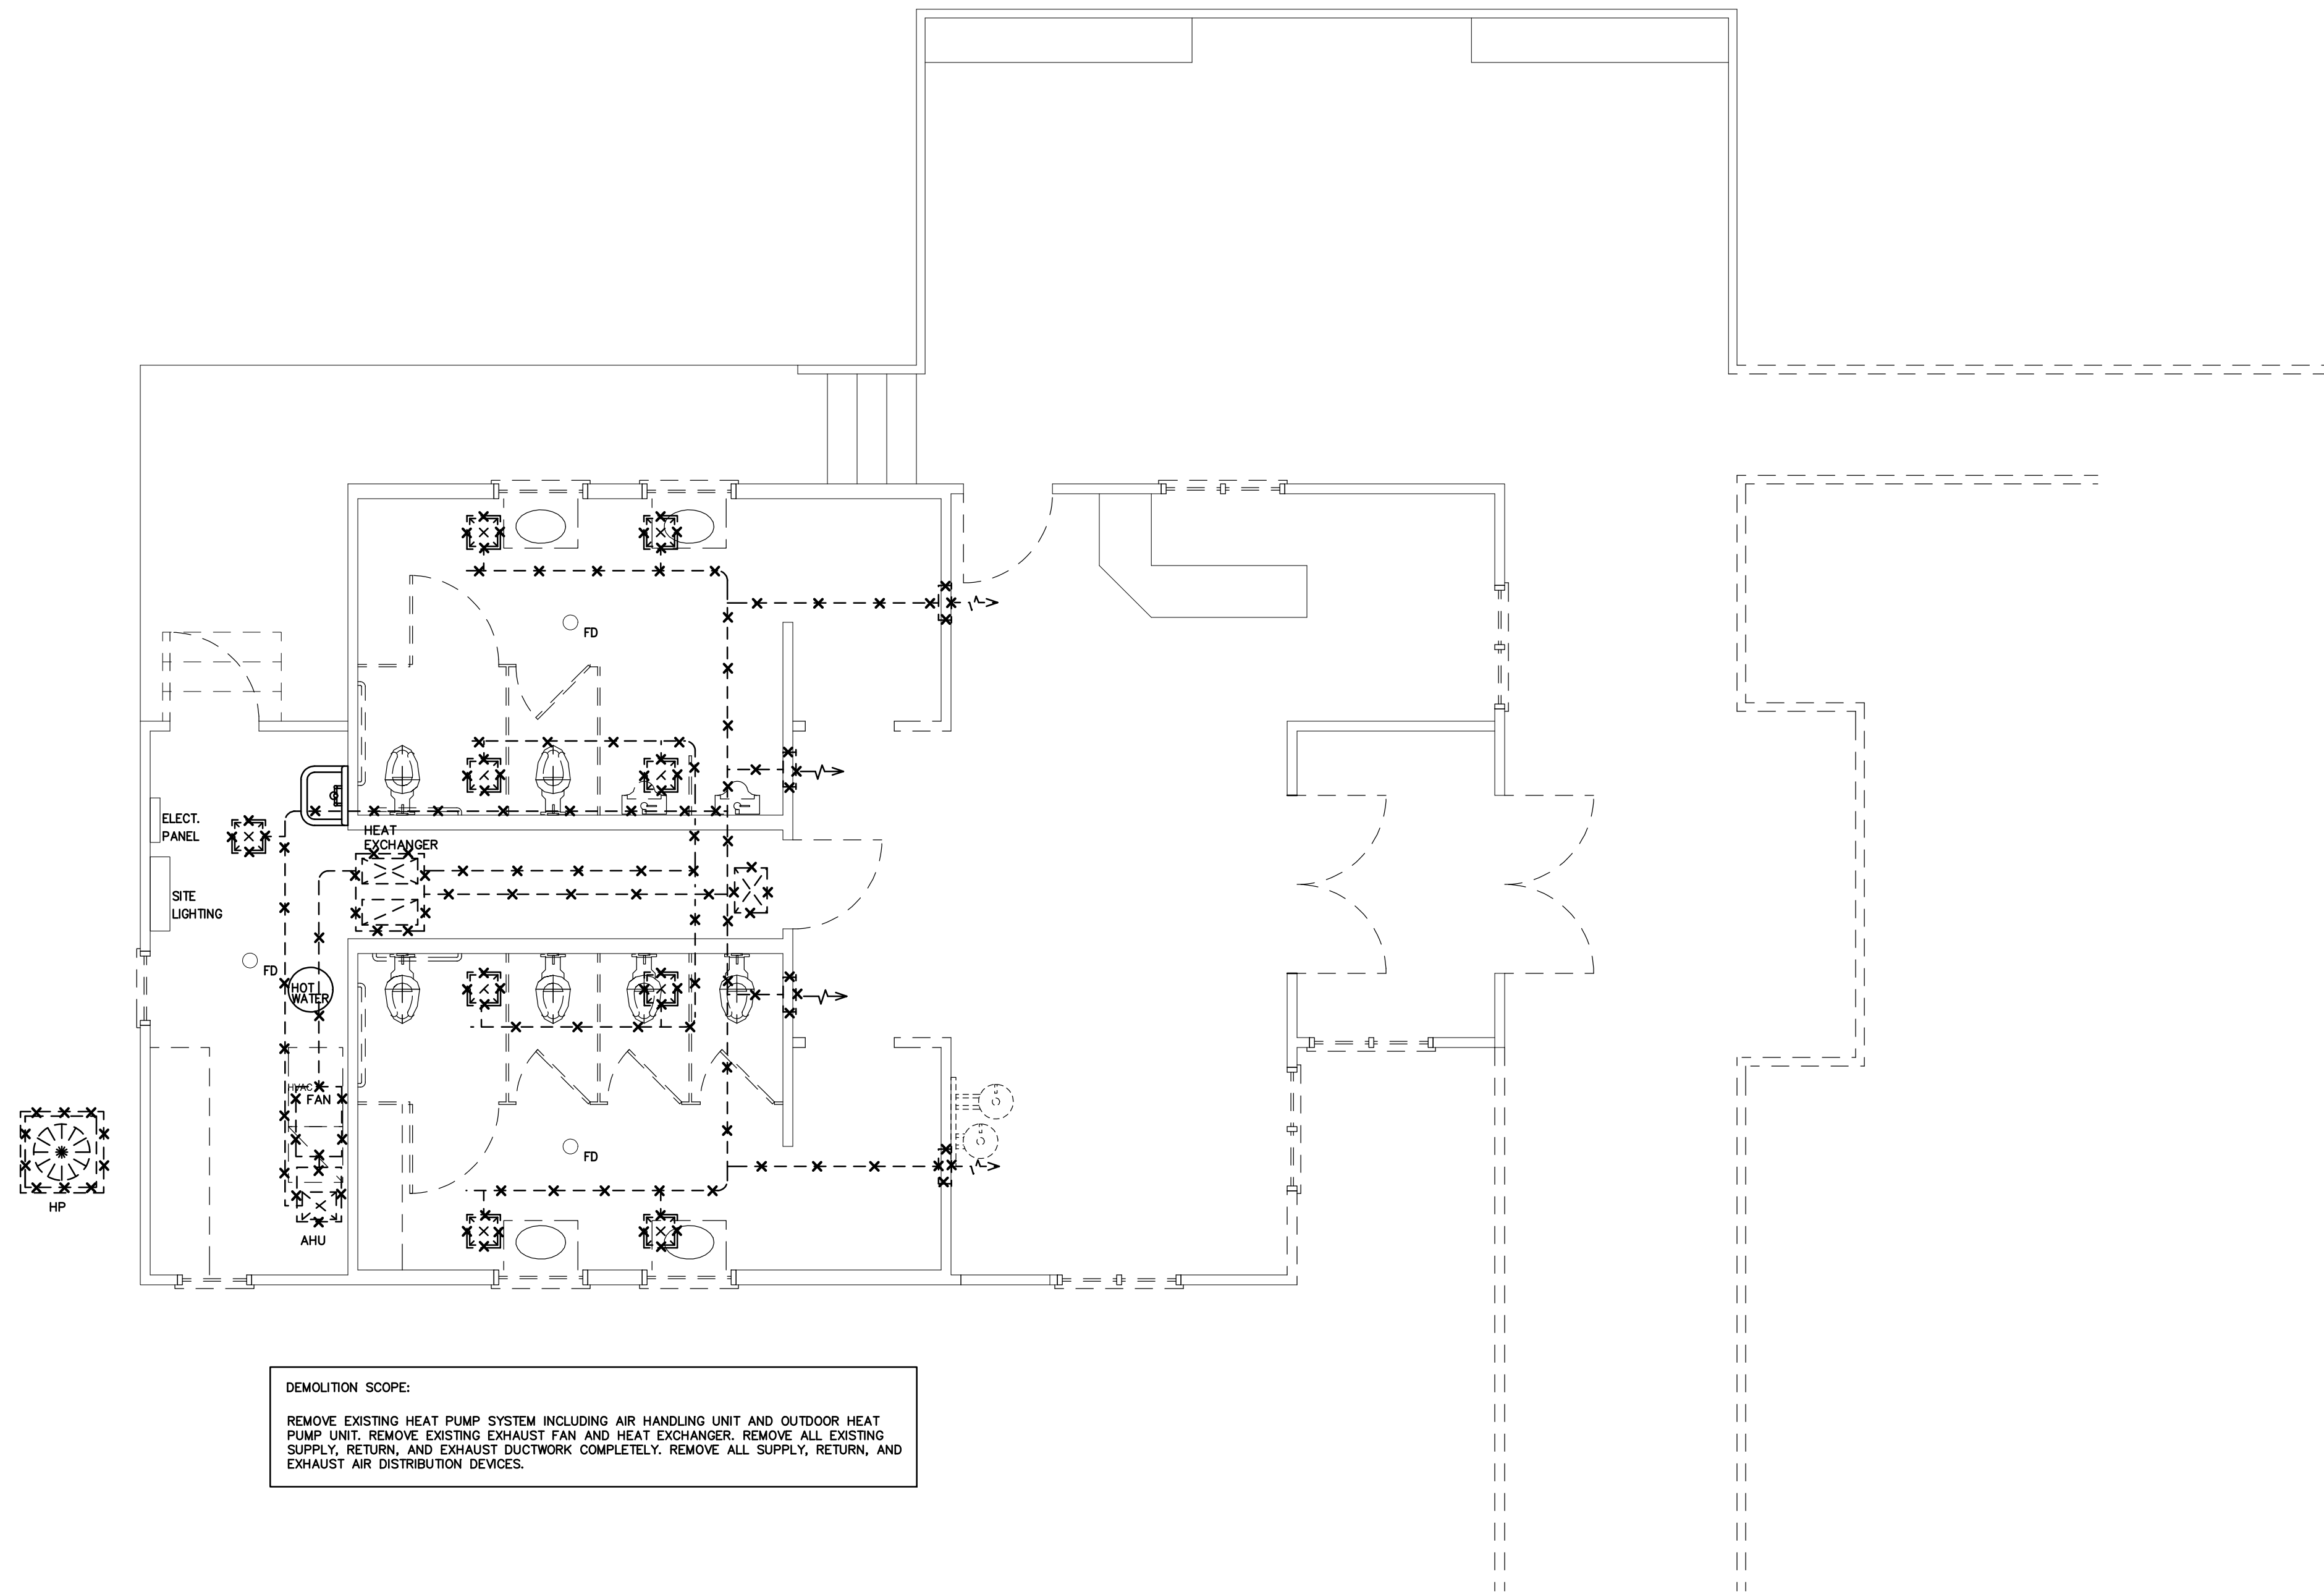 FD
ELECT.
PANEL
HEAT
EXCHANGER
SITE
LIGHTING
FD
HOT
WATER
HVAC
FAN
FD
HP
AHU
DEMOLITION SCOPE:
REMOVE EXISTING HEAT PUMP SYSTEM INCLUDING AIR HANDLING UNIT AND OUTDOOR HEAT
PUMP UNIT. REMOVE EXISTING EXHAUST FAN AND HEAT EXCHANGER. REMOVE ALL EXISTING
SUPPLY, RETURN, AND EXHAUST DUCTWORK COMPLETELY. REMOVE ALL SUPPLY, RETURN, AND
EXHAUST AIR DISTRIBUTION DEVICES.